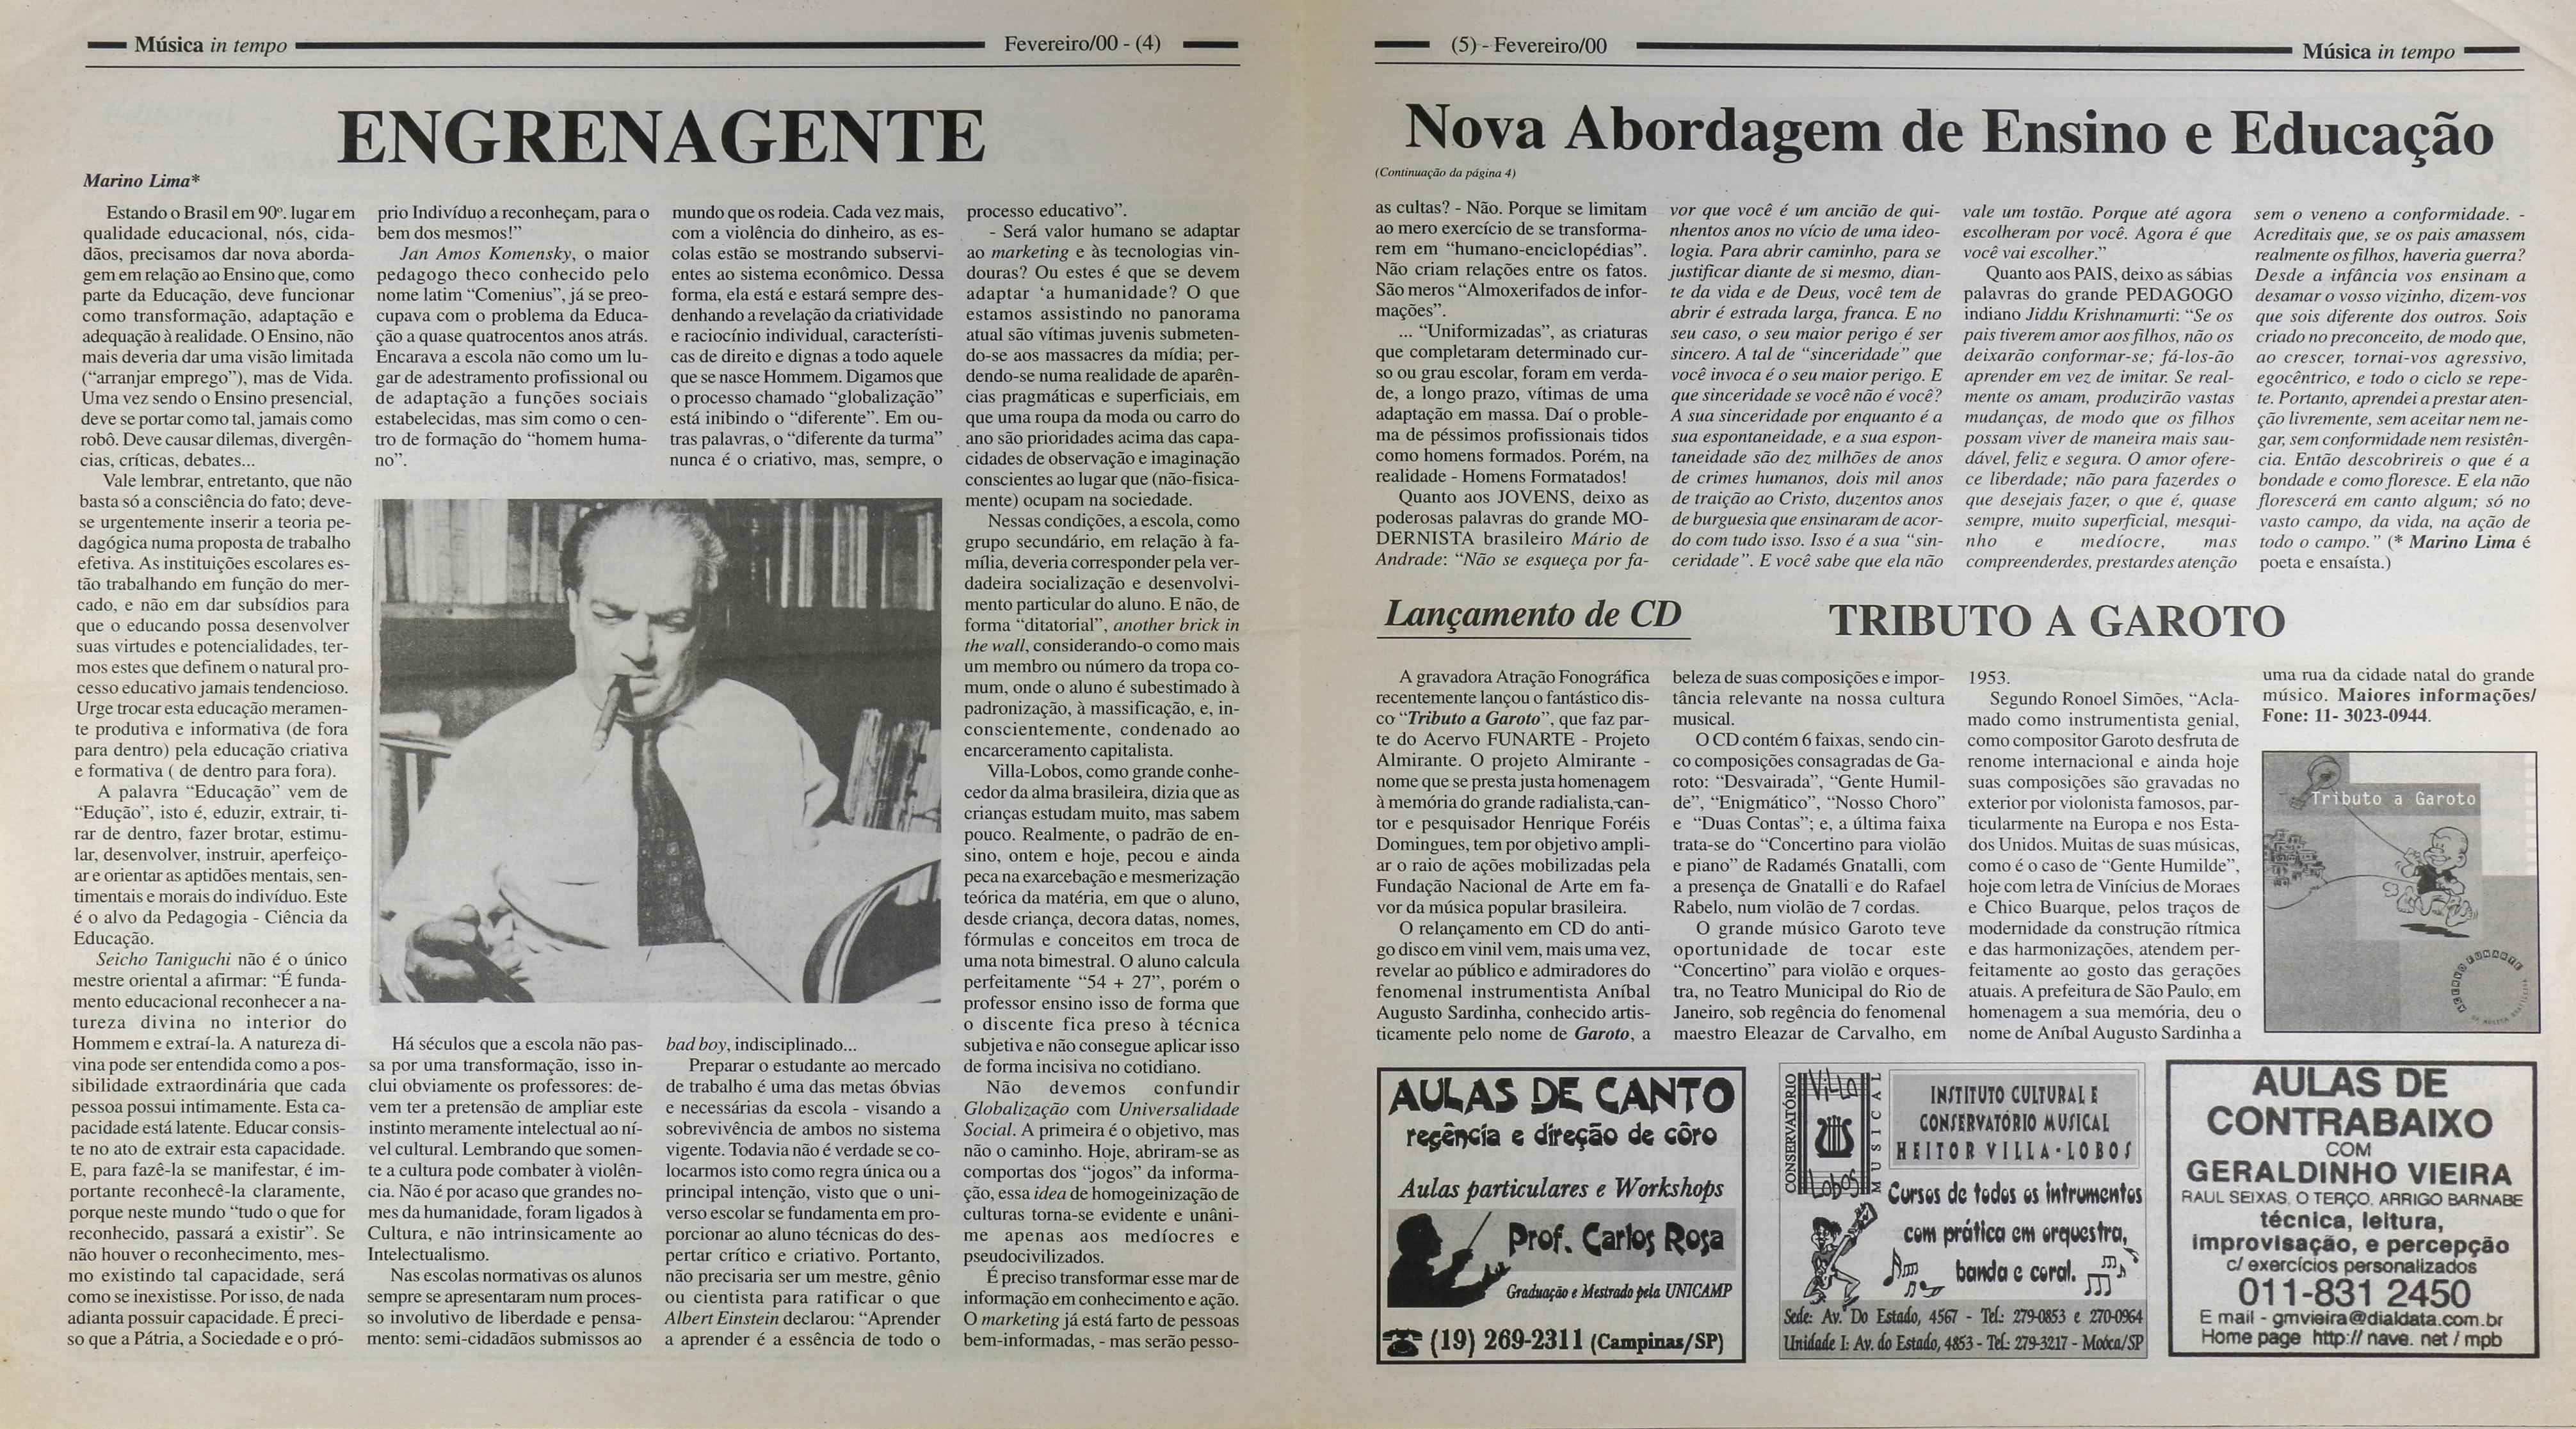 Música in tempo
Fevereiro/00 - (4)
ENGRENAGENTE
Marino Lima*
Estando o Brasil em 90º. lugar em
qualidade educacional, nós, cida-
dãos, precisamos dar nova aborda-
gem em relação ao Ensino que, como
parte da Educação, deve funcionar
como transformação, adaptação e
adequação à realidade. O Ensino, não
mais deveria dar uma visão limitada
(“arranjar emprego”), mas de Vida.
Uma vez sendo o Ensino presencial,
deve se portar como tal, jamais como
robô. Deve causar dilemas, divergên-
cias, críticas, debates...
Vale lembrar, entretanto, que não
basta só a consciência do fato; deve-
se urgentemente inserir a teoria pe-
dagógica numa proposta de trabalho
efetiva. As instituições escolares es-
tão trabalhando em função do mer-
cado, e não em dar subsídios para
que o educando possa desenvolver
suas virtudes e potencialidades, ter-
mos estes que definem o natural pro-
cesso educativo jamais tendencioso.
Urge trocar esta educação meramen-
te produtiva e informativa (de fora
para dentro) pela educação criativa
e formativa ( de dentro para fora).
A palavra “Educação” vem de
“Edução”, isto é, eduzir, extrair, ti-
rar de dentro, fazer brotar, estimu-
lar, desenvolver, instruir, aperfeiço-
ar e orientar as aptidões mentais, sen-
timentais e morais do indivíduo. Este
é o alvo da Pedagogia - Ciência da
Educação.
Seicho Taniguchi não é o único
mestre oriental a afirmar: “É funda-
mento educacional reconhecer a na-
tureza divina no interior do
Hommem e extraí-la. A natureza di-
vina pode ser entendida como a pos-
sibilidade extraordinária que cada
pessoa possui intimamente. Esta ca-
pacidade está latente. Educar consis-
te no ato de extrair esta capacidade.
E, para fazê-la se manifestar, é im-
portante reconhecê-la claramente,
porque neste mundo “tudo o que for
reconhecido, passará a existir”. Se
não houver o reconhecimento, mes-
mo existindo tal capacidade, será
como se inexistisse. Por isso, de nada
adianta possuir capacidade. É preci-
so que a Pátria, a Sociedade e o pró-
prio Indivíduo a reconheçam, para o
bem dos mesmos!”
Jan Amos Komensky, o maior
pedagogo theco conhecido pelo
nome latim “Comenius”, já se preo-
cupava com o problema da Educa-
ção a quase quatrocentos anos atrás.
Encarava a escola não como um lu-
gar de adestramento profissional ou
de adaptação a funções sociais
estabelecidas, mas sim como o cen-
tro de formação do “homem huma-
no”.
Há séculos que a escola não pas-
sa por uma transformação, isso in-
clui obviamente os professores: de-
vem ter a pretensão de ampliar este
instinto meramente intelectual ao ní-
vel cultural. Lembrando que somen-
te a cultura pode combater à violên-
cia. Não é por acaso que grandes no-
mes da humanidade, foram ligados à
Cultura, e não intrinsicamente ao
Intelectualismo.
Nas escolas normativas os alunos
sempre se apresentaram num proces-
so involutivo de liberdade e pensa-
mento: semi-cidadãos submissos ao
mundo que os rodeia. Cada vez mais,
com a violência do dinheiro, as es-
colas estão se mostrando subservi-
entes ao sistema econômico. Dessa
forma, ela está e estará sempre des-
denhando a revelação da criatividade
e raciocínio individual, característi-
cas de direito e dignas a todo aquele
que se nasce Hommem. Digamos que
o processo chamado “globalização”
está inibindo o “diferente”. Em ou-
tras palavras, o “diferente da turma”
nunca é o criativo, mas, sempre, o
bad boy, indisciplinado...
Preparar o estudante ao mercado
de trabalho é uma das metas óbvias
e necessárias da escola - visando a
sobrevivência de ambos no sistema
vigente. Todavia não é verdade se co-
locarmos isto como regra única ou a
principal intenção, visto que o uni-
verso escolar se fundamenta em pro-
porcionar ao aluno técnicas do des-
pertar crítico e criativo. Portanto,
não precisaria ser um mestre, gênio
ou cientista para ratificar o que
Albert Einstein declarou: “Aprender
a aprender é a essência de todo o
processo educativo”.
- Será valor humano se adaptar
ao marketing e às tecnologias vin-
douras? Ou estes é que se devem
adaptar ‘a humanidade? O que
estamos assistindo no panorama
atual são vítimas juvenis submeten-
do-se aos massacres da mídia; per-
dendo-se numa realidade de aparên-
cias pragmáticas e superficiais, em
que uma roupa da moda ou carro do
ano são prioridades acima das capa-
cidades de observação e imaginação
conscientes ao lugar que (não-fisica-
mente) ocupam na sociedade.
Nessas condições, a escola, como
grupo secundário, em relação à fa-
mília, deveria corresponder pela ver-
dadeira socialização e desenvolvi-
mento particular do aluno. E não, de
forma “ditatorial”, another brick in
the wall, considerando-o como mais
um membro ou número da tropa co-
mum, onde o aluno é subestimado à
padronização, à massificação, e, in-
conscientemente, condenado ao
encarceramento capitalista.
Villa-Lobos, como grande conhe-
cedor da alma brasileira, dizia que as
crianças estudam muito, mas sabem
pouco. Realmente, o padrão de en-
sino, ontem e hoje, pecou e ainda
peca na exarcebação e mesmerização
teórica da matéria, em que o aluno,
desde criança, decora datas, nomes,
fórmulas e conceitos em troca de
uma nota bimestral. O aluno calcula
perfeitamente “54 + 27”, porém o
professor ensino isso de forma que
o discente fica preso à técnica
subjetiva e não consegue aplicar isso
de forma incisiva no cotidiano.
Não devemos confundir
Globalização com Universalidade
Social. A primeira é o objetivo, mas
não o caminho. Hoje, abriram-se as
comportas dos “jogos” da informa-
ção, essa idea de homogeinização de
culturas torna-se evidente e unâni-
me apenas aos medíocres e
pseudocivilizados.
É preciso transformar esse mar de
informação em conhecimento e ação.
O marketing já está farto de pessoas
bem-informadas, - mas serão pesso-
(5) - Fevereiro/00
Música in tempo
Nova Abordagem de Ensino e Educação
(Continuação da página 4)
as cultas? - Não. Porque se limitam
ao mero exercício de se transforma-
rem em “humano-enciclopédias”.
Não criam relações entre os fatos.
São meros “Almoxerifados de infor-
mações”.
... “Uniformizadas”, as criaturas
que completaram determinado cur-
so ou grau escolar, foram em verda-
de, a longo prazo, vítimas de uma
adaptação em massa. Daí o proble-
ma de péssimos profissionais tidos
como homens formados. Porém, na
realidade - Homens Formatados!
Quanto aos JOVENS, deixo as
poderosas palavras do grande MO-
DERNISTA brasileiro Mário de
Andrade: “Não se esqueça por fa-
vor que você é um ancião de qui-
nhentos anos no vício de uma ideo-
logia. Para abrir caminho, para se
justificar diante de si mesmo, dian-
te da vida e de Deus, você tem de
abrir é estrada larga, franca. E no
seu caso, o seu maior perigo é ser
sincero. A tal de “sinceridade” que
você invoca é o seu maior perigo. E
que sinceridade se você não é você?
A sua sinceridade por enquanto é a
sua espontaneidade, e a sua espon-
taneidade são dez milhões de anos
de crimes humanos, dois mil anos
de traição ao Cristo, duzentos anos
de burguesia que ensinaram de acor-
do com tudo isso. Isso é a sua “sin-
ceridade”. E você sabe que ela não
vale um tostão. Porque até agora
escolheram por você. Agora é que
você vai escolher.”
Quanto aos PAIS, deixo as sábias
palavras do grande PEDAGOGO
indiano Jiddu Krishnamurti: “Se os
pais tiverem amor aos filhos, não os
deixarão conformar-se; fá-los-ão
aprender em vez de imitar. Se real-
mente os amam, produzirão vastas
mudanças, de modo que os filhos
possam viver de maneira mais sau-
dável, feliz e segura. O amor ofere-
ce liberdade; não para fazerdes o
que desejais fazer, o que é, quase
sempre, muito superficial, mesqui-
nho e medíocre, mas
compreenderdes, prestardes atenção
sem o veneno a conformidade. -
Acreditais que, se os pais amassem
realmente os filhos, haveria guerra?
Desde a infância vos ensinam a
desamar o vosso vizinho, dizem-vos
que sois diferente dos outros. Sois
criado no preconceito, de modo que,
ao crescer, tornai-vos agressivo,
egocêntrico, e todo o ciclo se repe-
te. Portanto, aprendei a prestar aten-
ção livremente, sem aceitar nem ne-
gar, sem conformidade nem resistên-
cia. Então descobrireis o que é a
bondade e como floresce. E ela não
florescerá em canto algum; só no
vasto campo, da vida, na ação de
todo o campo.” (* Marino Lima é
poeta e ensaísta.)
Lançamento de CD
TRIBUTO A GAROTO
A gravadora Atração Fonográfica
recentemente lançou o fantástico dis-
co “Tributo a Garoto”, que faz par-
te do Acervo FUNARTE - Projeto
Almirante. O projeto Almirante -
nome que se presta justa homenagem
à memória do grande radialista, can-
tor e pesquisador Henrique Foréis
Domingues, tem por objetivo ampli-
ar o raio de ações mobilizadas pela
Fundação Nacional de Arte em fa-
vor da música popular brasileira.
O relançamento em CD do anti-
go disco em vinil vem, mais uma vez,
revelar ao público e admiradores do
fenomenal instrumentista Aníbal
Augusto Sardinha, conhecido artis-
ticamente pelo nome de Garoto, a
beleza de suas composições e impor-
tância relevante na nossa cultura
musical.
O CD contém 6 faixas, sendo cin-
co composições consagradas de Ga-
roto: “Desvairada”, “Gente Humil-
de”, “Enigmático”, “Nosso Choro”
e “Duas Contas”; e, a última faixa
trata-se do “Concertino para violão
e piano” de Radamés Gnatalli, com
a presença de Gnatalli e do Rafael
Rabelo, num violão de 7 cordas.
O grande músico Garoto teve
oportunidade de tocar este
“Concertino” para violão e orques-
tra, no Teatro Municipal do Rio de
Janeiro, sob regência do fenomenal
maestro Eleazar de Carvalho, em
1953.
Segundo Ronoel Simões, “Acla-
mado como instrumentista genial,
como compositor Garoto desfruta de
renome internacional e ainda hoje
suas composições são gravadas no
exterior por violonista famosos, par-
ticularmente na Europa e nos Esta-
dos Unidos. Muitas de suas músicas,
como é o caso de “Gente Humilde”,
hoje com letra de Vinícius de Moraes
e Chico Buarque, pelos traços de
modernidade da construção rítmica
e das harmonizações, atendem per-
feitamente ao gosto das gerações
atuais. A prefeitura de São Paulo, em
homenagem a sua memória, deu o
nome de Aníbal Augusto Sardinha a
uma rua da cidade natal do grande
músico. Maiores informações/
Fone: 11- 3023-0944.
Tributo a Garoto
ACERVO FUNARTE
AULAS DE CANTO
regência e direção de côro
Aulas particulares e Workshops
Prof. Carlos Rosa
Graduação e Mestrado pela UNICAMP
(19) 269-2311 (Campinas/SP)
CONSERVATÓRIO
Villa
Lobos
MUSICAL
INSTITUTO CULTURAL E
CONSERVATÓRIO MUSICAL
HEITOR VILLA-LOBOS
Cursos de todos os intrumentos
com prática em orquestra,
banda e coral.
Sede: Av. Do Estado, 4567 - Tel.: 279-0853 e 270-0964
Unidade I: Av. do Estado, 4853 - Tel.: 279-3217 - Moóca/SP
AULAS DE
CONTRABAIXO
COM
GERALDINHO VIEIRA
RAUL SEIXAS, O TERÇO, ARRIGO BARNABE
técnica, leitura,
improvisação, e percepção
c/ exercícios personalizados
011-831 2450
E mail - gmvieira@dialdata.com.br
Home page http:// nave. net / mpb